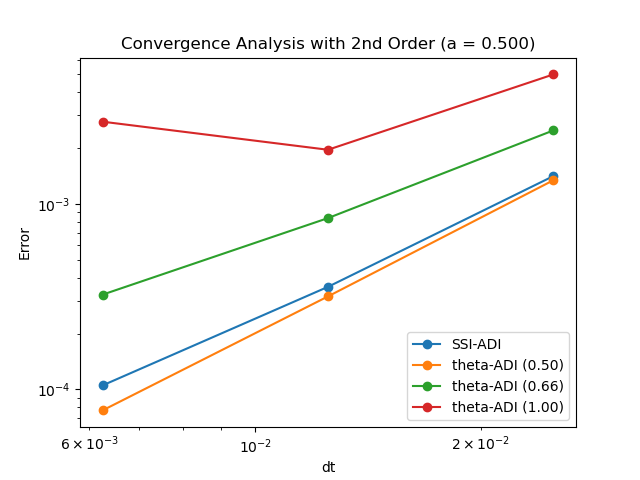 Convergence Analysis with 2nd Order (a = 0.500)
Error
10⁻³
10⁻⁴
SSI-ADI
theta-ADI (0.50)
theta-ADI (0.66)
theta-ADI (1.00)
6 × 10⁻³
10⁻²
2 × 10⁻²
dt